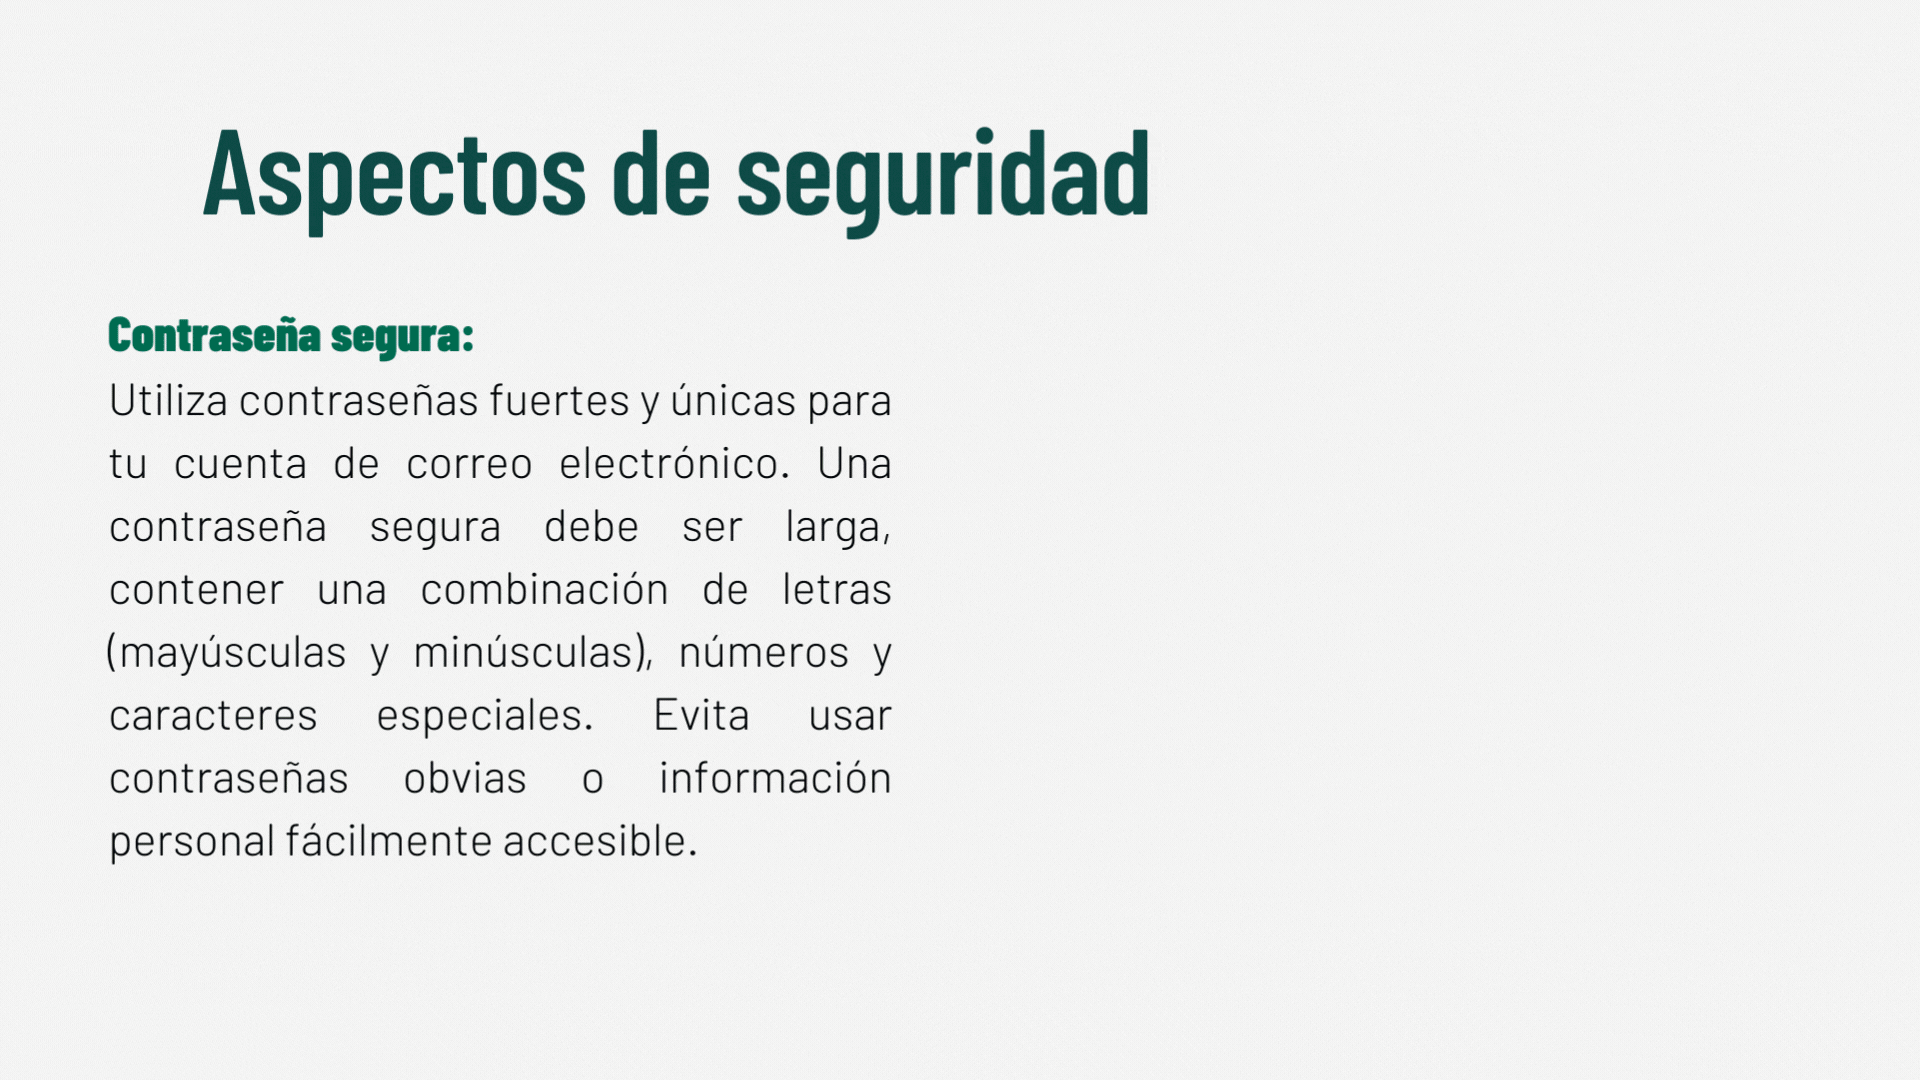 Aspectos de seguridad
Contraseña segura:
Utiliza contraseñas fuertes y únicas para
tu cuenta de correo electrónico. Una
contraseña segura debe ser larga,
contener una combinación de letras
(mayúsculas y minúsculas), números y
caracteres especiales. Evita usar
contraseñas obvias o información
personal fácilmente accesible.